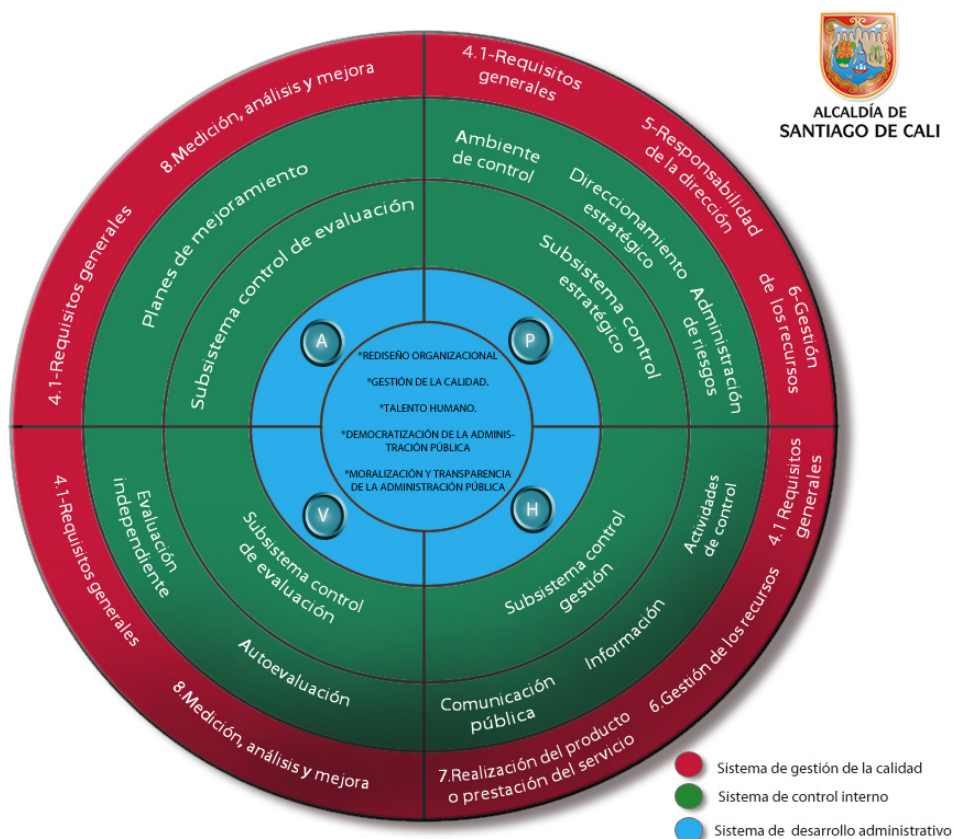 ALCALDÍA DE
SANTIAGO DE CALI
8.Medición, análisis y mejora
4.1-Requisitos generales
4.1-Requisitos
generales
5-Responsabilidad
de la dirección
6-Gestión
de los recursos
Planes de mejoramiento
Subsistema control de evaluación
Ambiente
de control
Direccionamiento
estratégico
Administración
de riesgos
Subsistema control
estratégico
A
P
*REDISEÑO ORGANIZACIONAL
*GESTIÓN DE LA CALIDAD.
*TALENTO HUMANO.
*DEMOCRATIZACIÓN DE LA ADMINIS-
TRACIÓN PÚBLICA
*MORALIZACIÓN Y TRANSPARENCIA
DE LA ADMINISTRACIÓN PÚBLICA
V
H
4.1-Requisitos generales
Evaluación
independiente
Subsistema control
de evaluación
Autoevaluación
8.Medición, análisis y mejora
Subsistema control
gestión
Actividades
de control
Información
Comunicación
pública
4.1 Requisitos
generales
6.Gestión de los recursos
7.Realización del producto
o prestación del servicio
Sistema de gestión de la calidad
Sistema de control interno
Sistema de desarrollo administrativo